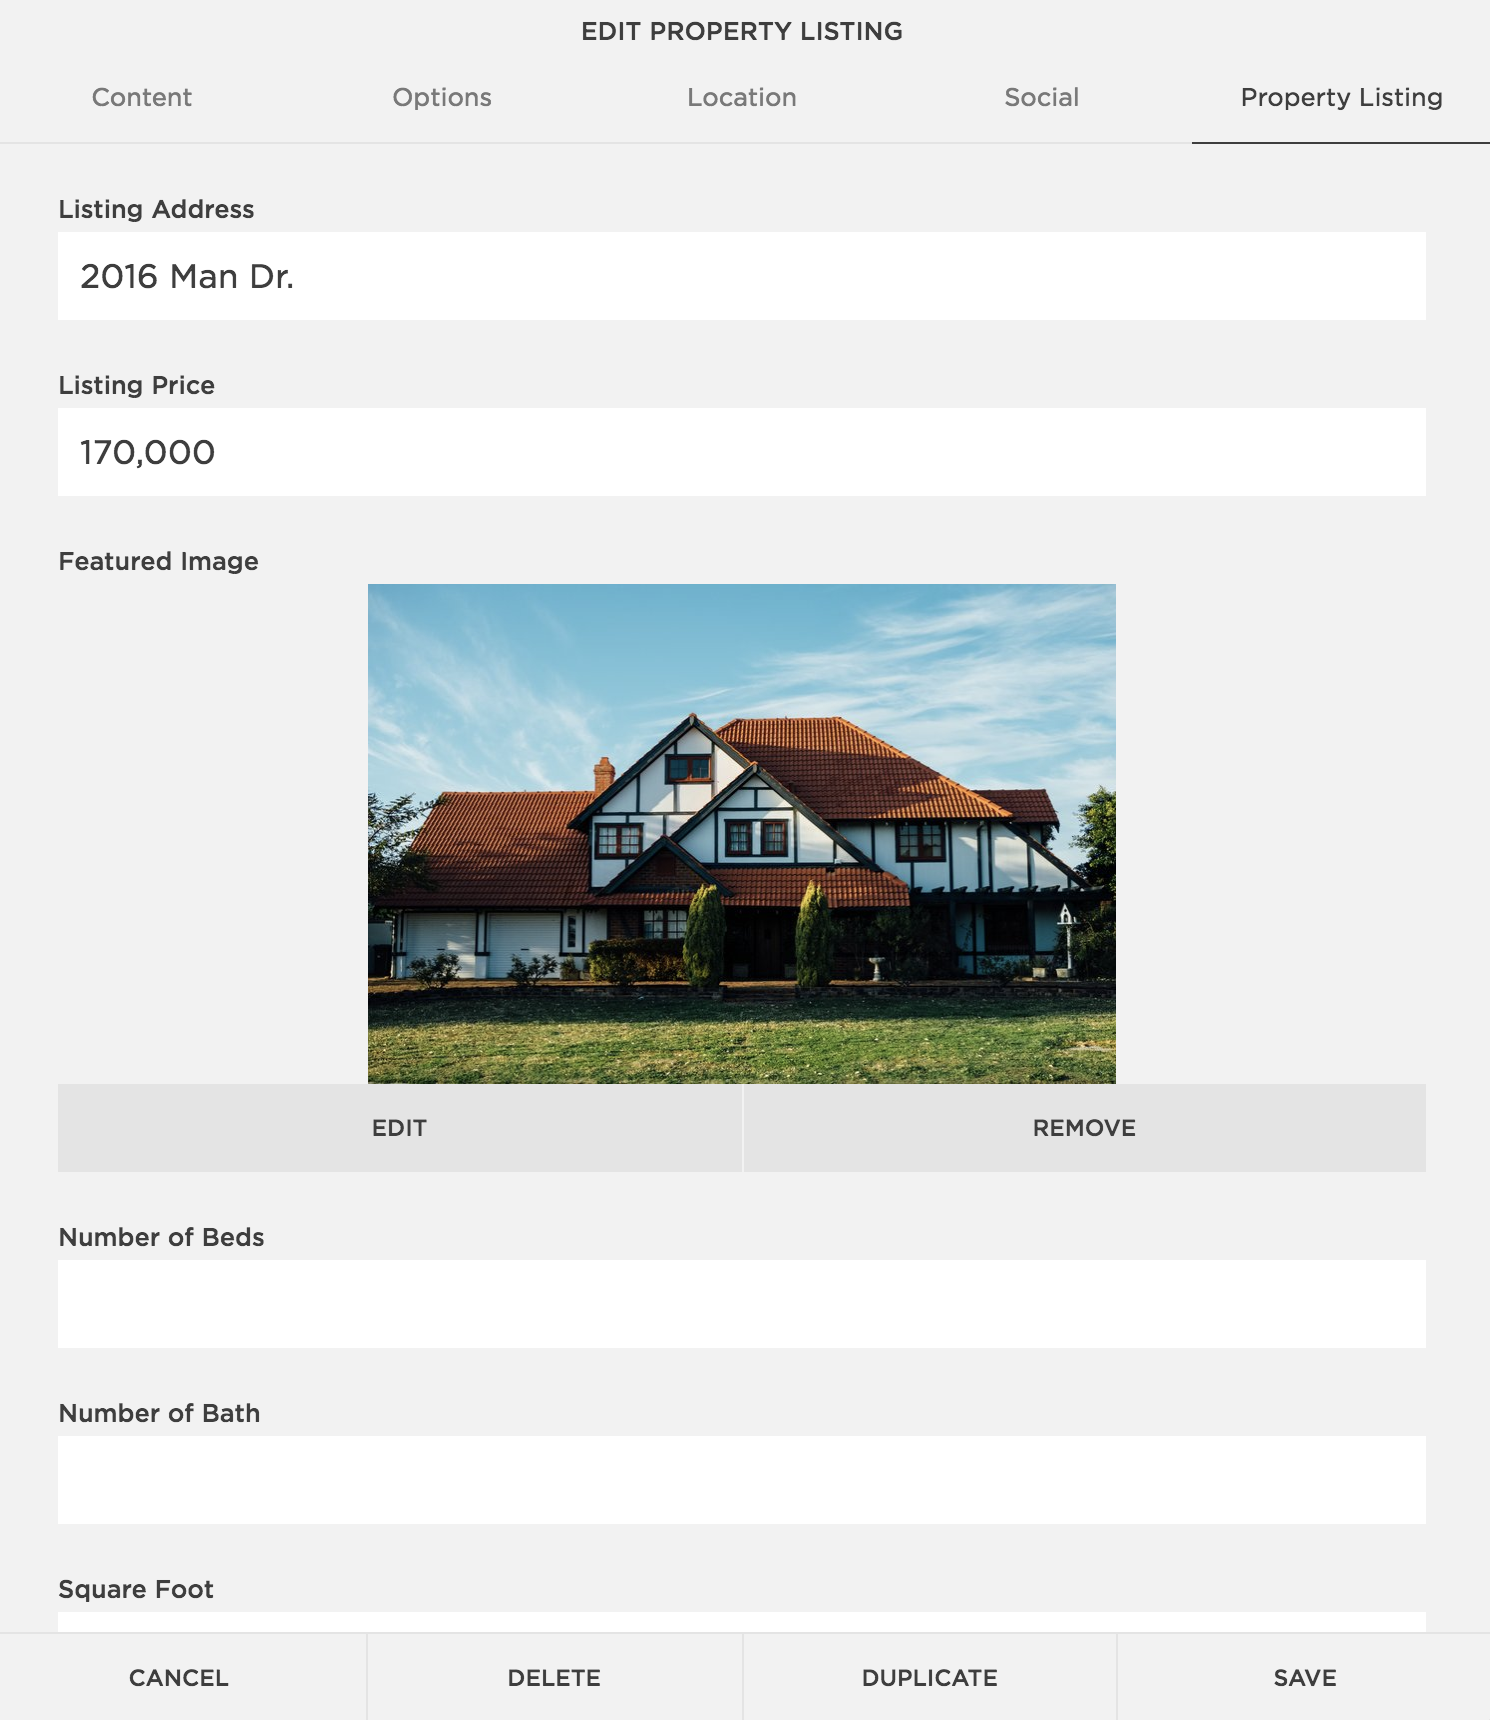 EDIT PROPERTY LISTING
Content Options Location Social Property Listing
Listing Address
2016 Man Dr.
Listing Price
170,000
Featured Image
EDIT REMOVE
Number of Beds
Number of Bath
Square Foot
CANCEL DELETE DUPLICATE SAVE